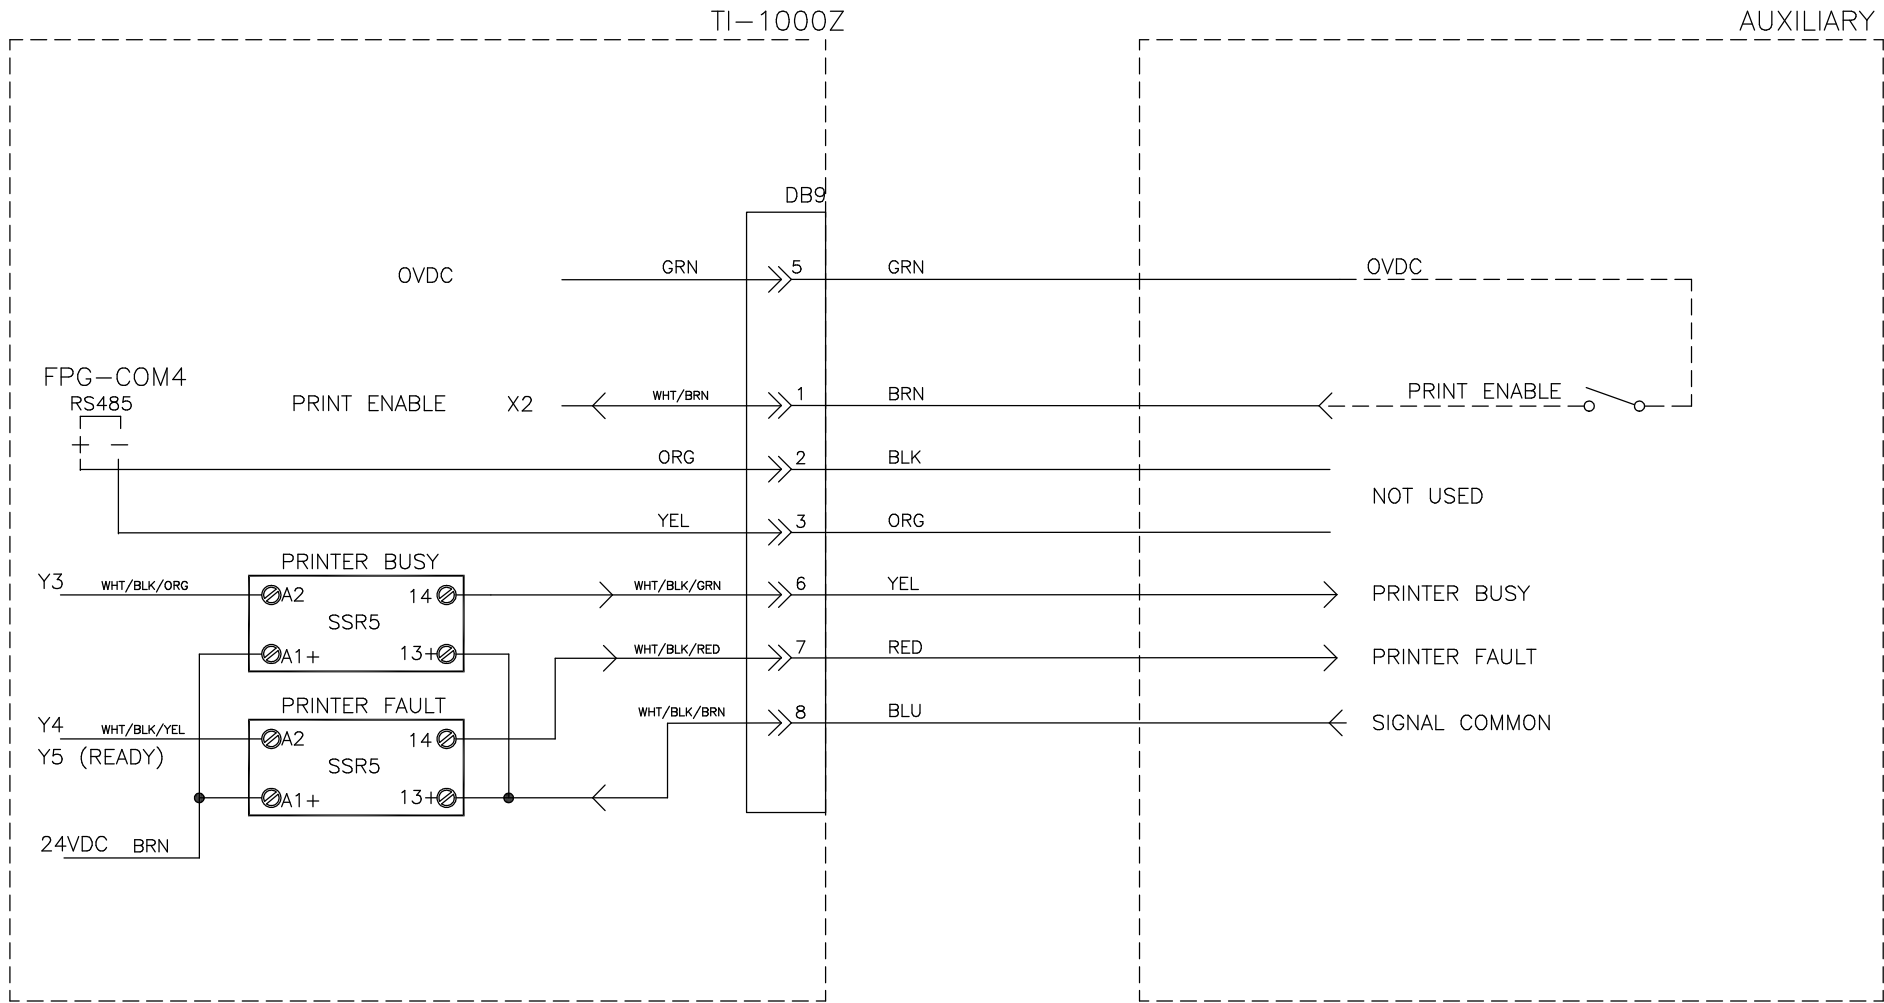 TI-1000Z
AUXILIARY
DB9
0VDC GRN 5 GRN 0VDC
FPG-COM4
RS485
+ -
PRINT ENABLE X2 WHT/BRN 1 BRN PRINT ENABLE
ORG 2 BLK
NOT USED
YEL 3 ORG
PRINTER BUSY
Y3 WHT/BLK/ORG A2 14 WHT/BLK/GRN 6 YEL PRINTER BUSY
SSR5
A1+ 13+ WHT/BLK/RED 7 RED PRINTER FAULT
PRINTER FAULT
WHT/BLK/BRN 8 BLU SIGNAL COMMON
Y4 WHT/BLK/YEL A2 14
Y5 (READY)
SSR5
A1+ 13+
24VDC BRN